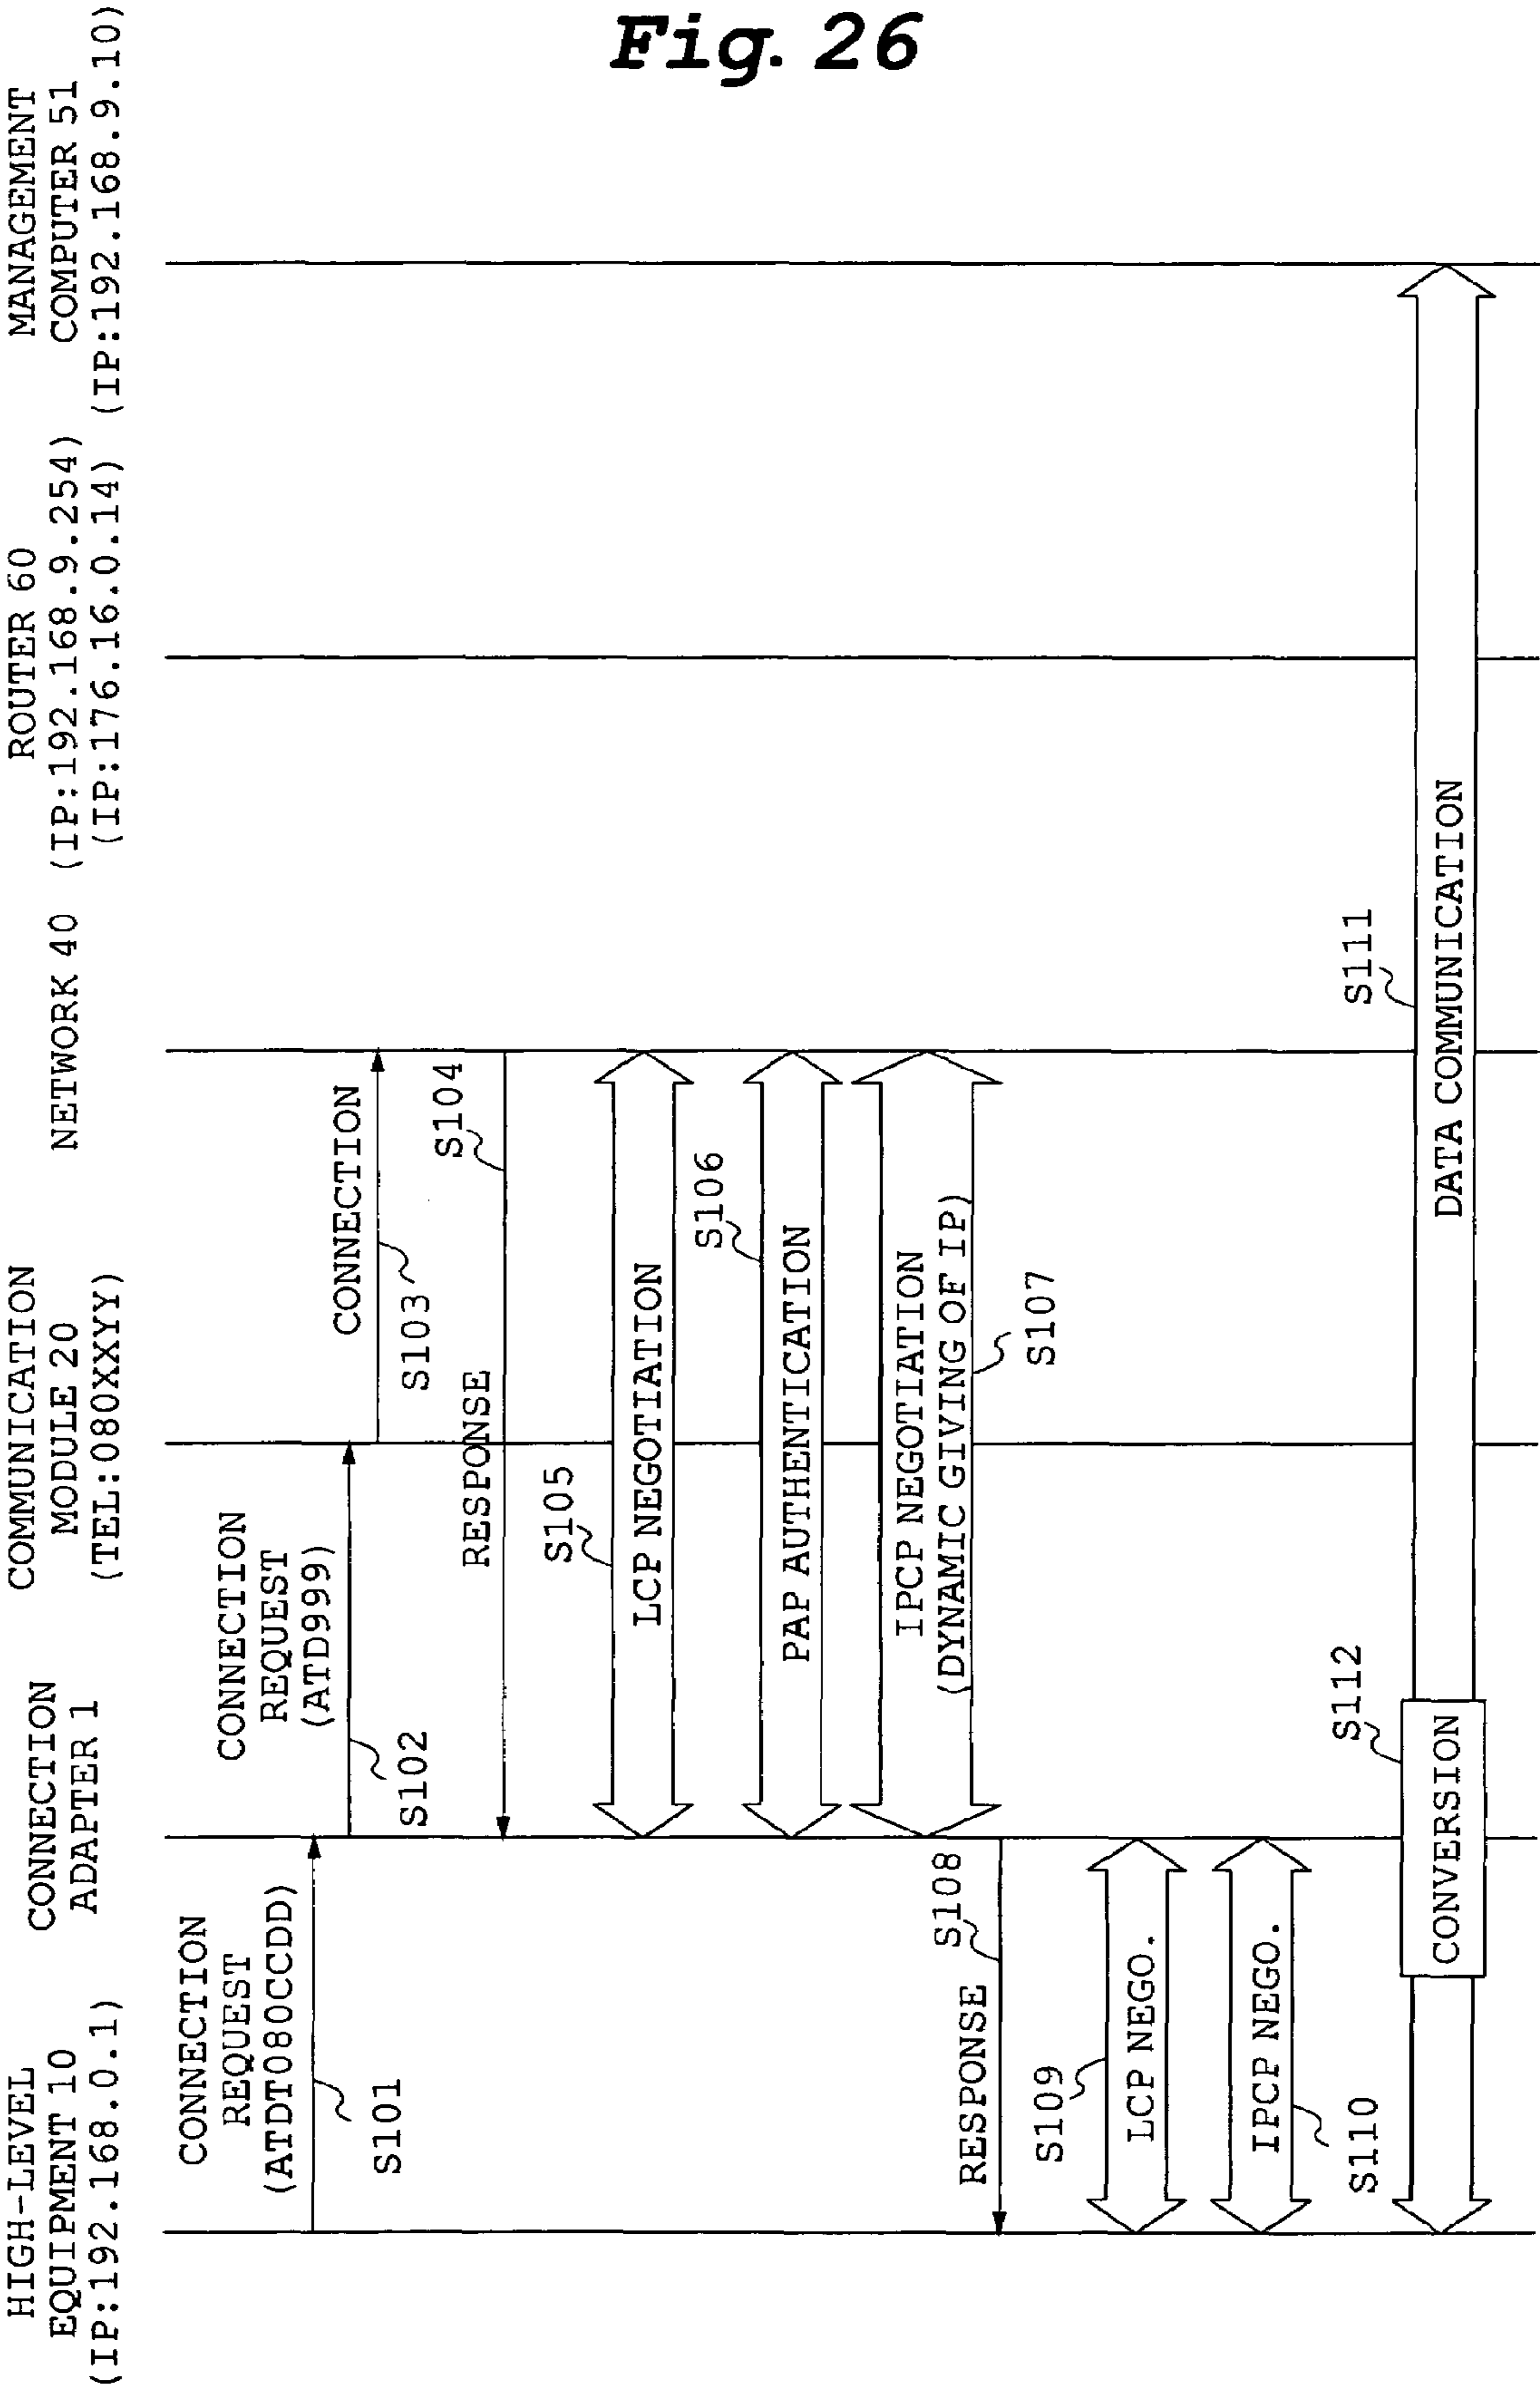 Fig. 26
HIGH-LEVEL
EQUIPMENT 10
(IP:192.168.0.1)
CONNECTION
ADAPTER 1
COMMUNICATION
MODULE 20
(TEL:080XXYY)
NETWORK 40
ROUTER 60
(IP:192.168.9.254)
(IP:176.16.0.14)
MANAGEMENT
COMPUTER 51
(IP:192.168.9.10)
CONNECTION
REQUEST
(ATDT080CCDD)
S101
CONNECTION
REQUEST
(ATD999)
S102
CONNECTION
S103
RESPONSE
S104
S105
LCP NEGOTIATION
S106
PAP AUTHENTICATION
IPCP NEGOTIATION
(DYNAMIC GIVING OF IP)
S107
S108
RESPONSE
S109
LCP NEGO.
IPCP NEGO.
S110
S111
DATA COMMUNICATION
S112
CONVERSION